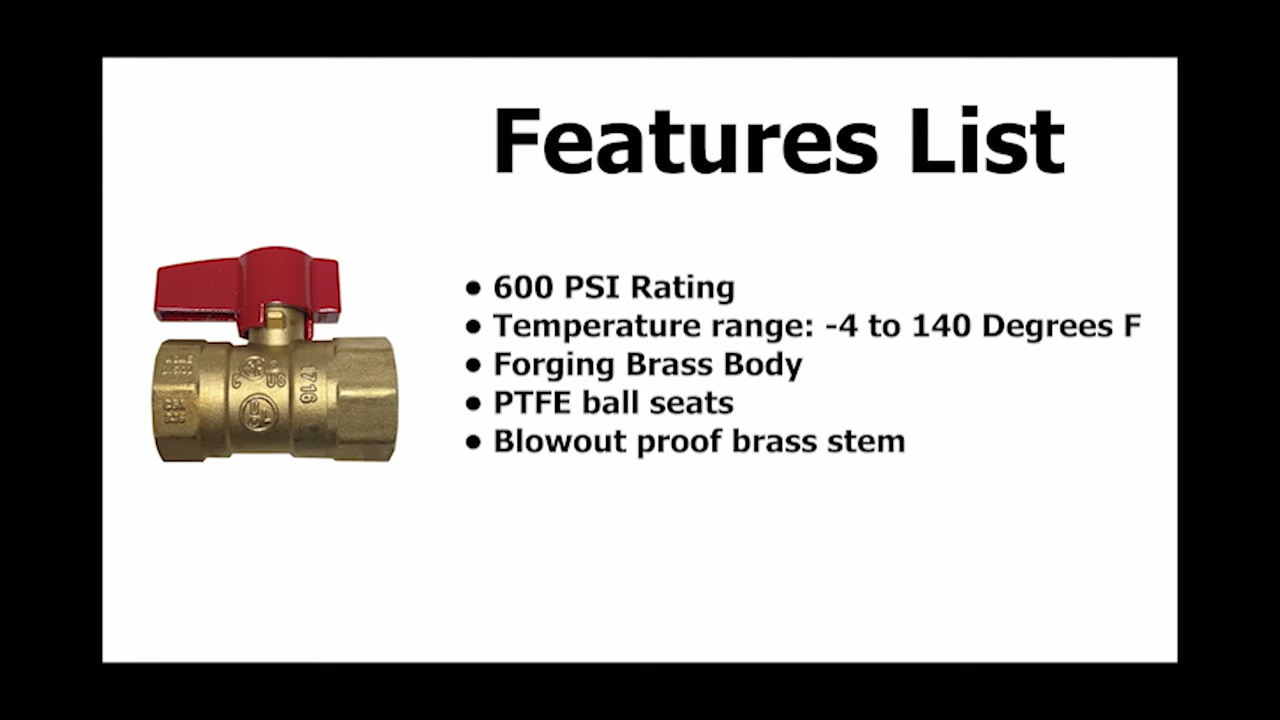 Features List
● 600 PSI Rating
● Temperature range: -4 to 140 Degrees F
● Forging Brass Body
● PTFE ball seats
● Blowout proof brass stem
1716